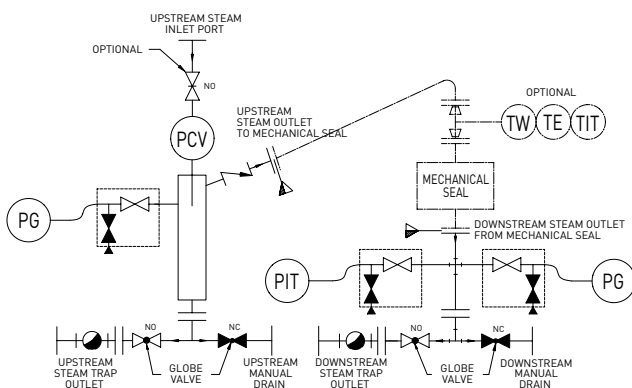 UPSTREAM STEAM
INLET PORT
OPTIONAL
NO
PCV
UPSTREAM
STEAM OUTLET
TO MECHANICAL SEAL
OPTIONAL
TW TE TIT
MECHANICAL
SEAL
PG
DOWNSTREAM STEAM OUTLET
FROM MECHANICAL SEAL
PIT
PG
NO
NC
UPSTREAM
STEAM TRAP
OUTLET
GLOBE
VALVE
UPSTREAM
MANUAL
DRAIN
NO
NC
DOWNSTREAM
STEAM TRAP
OUTLET
GLOBE
VALVE
DOWNSTREAM
MANUAL
DRAIN